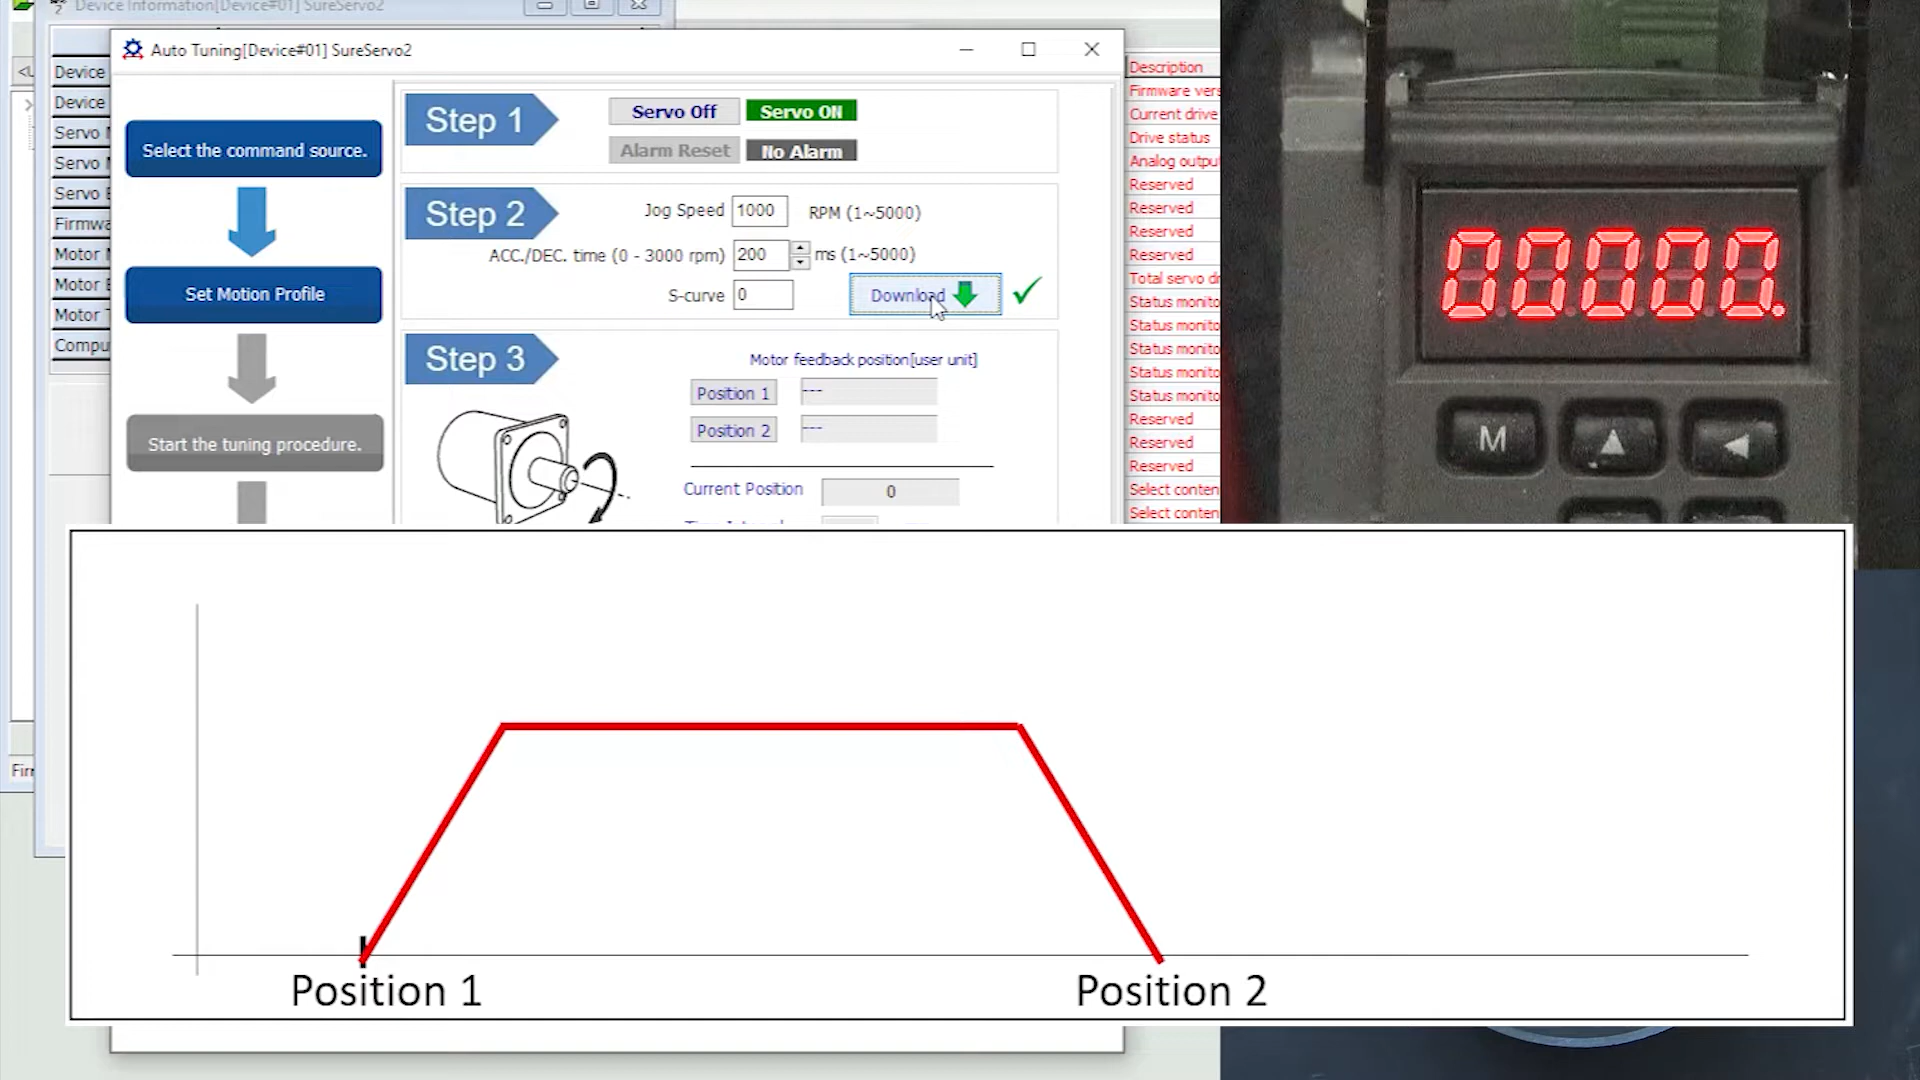 Device Information[Device#01] SureServo2
Auto Tuning[Device#01] SureServo2
Device
Device
Servo
Servo
Servo
Firmwa
Motor
Motor
Motor
Compu
Select the command source.
Set Motion Profile
Start the tuning procedure.
Step 1
Servo Off
Servo ON
Alarm Reset
No Alarm
Step 2
Jog Speed 1000 RPM (1~5000)
ACC./DEC. time (0 - 3000 rpm) 200 ms (1~5000)
S-curve 0
Download
Step 3
Motor feedback position[user unit]
Position 1 ---
Position 2 ---
Current Position 0
Description
Firmware vers
Current drive
Drive status
Analog output
Reserved
Reserved
Reserved
Reserved
Total servo dr
Status monito
Status monito
Status monito
Status monito
Status monito
Reserved
Reserved
Reserved
Select conten
Select conten
00000.
M
Position 1
Position 2